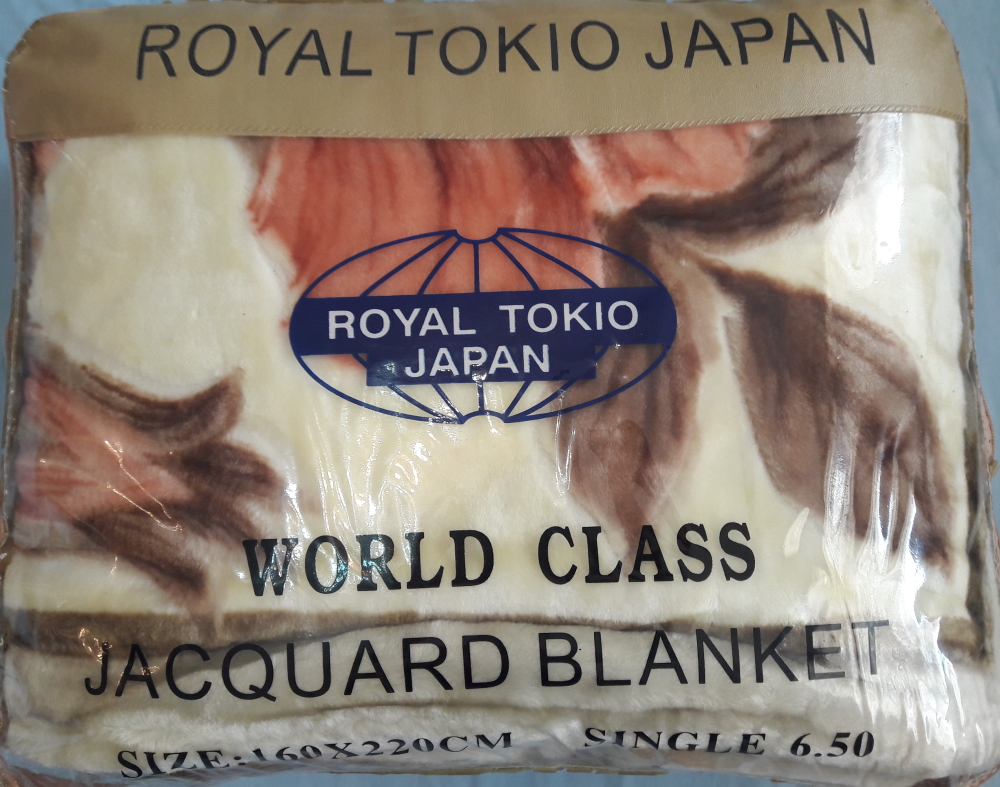 ROYAL TOKIO JAPAN
ROYAL TOKIO
JAPAN
WORLD CLASS
JACQUARD BLANKET
SIZE:160X220CM SINGLE 6.50